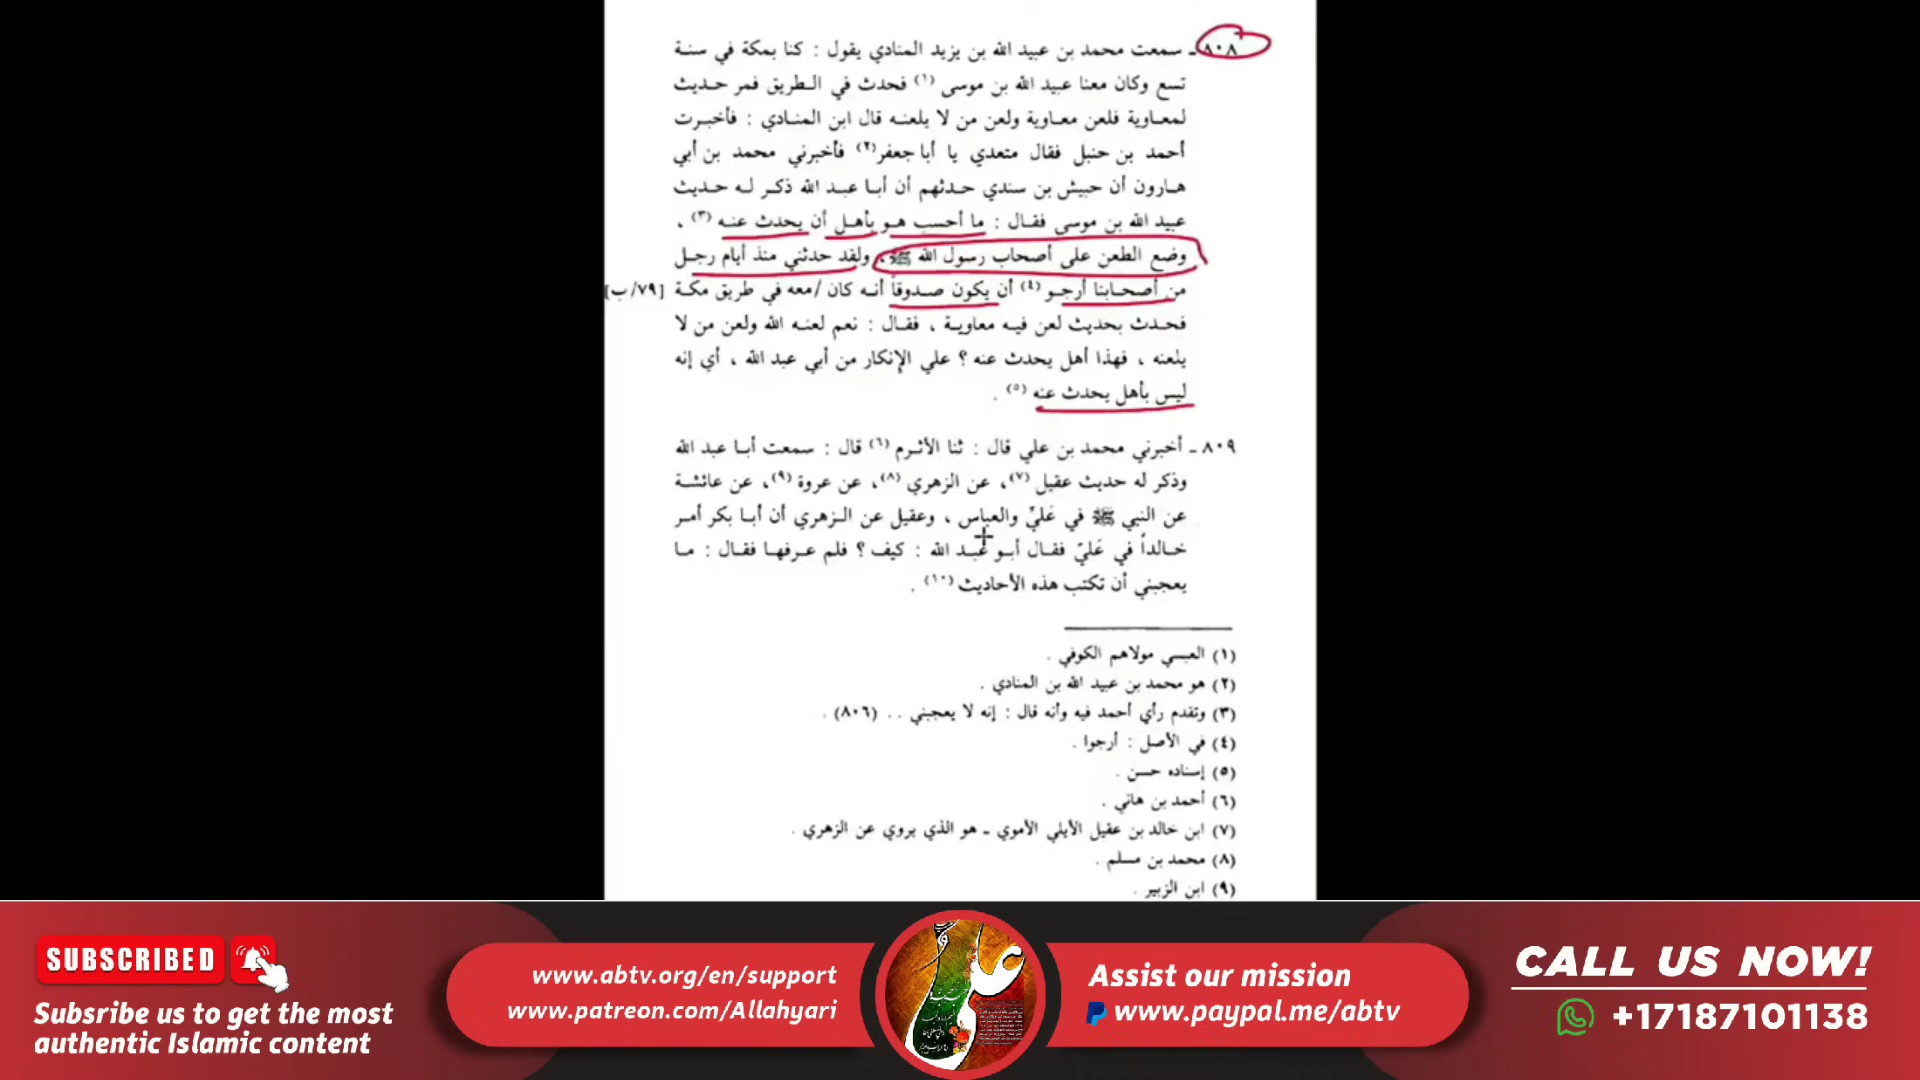 ٨٠٨ ـ سمعت محمد بن عبيد الله بن يزيد المنادي يقول : كنا بمكة في سنة
تسع وكان معنا عبيد الله بن موسى (١) فحدث في الطريق فمر حديث
لمعاوية فلعن معاوية ولعن من لا يلعنه قال ابن المنادي : فأخبرت
أحمد بن حنبل فقال متعدي يا أبا جعفر (٢) فأخبرني محمد بن أبي
هارون أن حبيش بن سندي حدثهم أن أبا عبد الله ذكر له حديث
عبيد الله بن موسى فقال : ما أحسب هو بأهل أن يحدث عنه (٣) ،
وضع الطعن على أصحاب رسول الله ﷺ ، ولقد حدثني منذ أيام رجل
من أصحابنا أرجو (٤) أن يكون صدوقاً أنه كان /معه في طريق مكة [٧٩/ب]
فحدث بحديث لعن فيه معاوية ، فقال : نعم لعنه الله ولعن من لا
يلعنه ، فهذا أهل يحدث عنه ؟ علي الإنكار من أبي عبد الله ، أي إنه
ليس بأهل يحدث عنه (٥) .
٨٠٩ ـ أخبرني محمد بن علي قال : ثنا الأثرم (٦) قال : سمعت أبا عبد الله
وذكر له حديث عقيل (٧) ، عن الزهري (٨) ، عن عروة (٩) ، عن عائشة
عن النبي ﷺ في عَليِّ والعباس ، وعقيل عن الزهري أن أبا بكر أمر
خالداً في عَليّ فقال أبو عبد الله : كيف ؟ فلم عرفها فقال : ما
يعجبني أن تكتب هذه الأحاديث (١٠) .
(١) العبسي مولاهم الكوفي .
(٢) هو محمد بن عبيد الله بن المنادي .
(٣) وتقدم رأي أحمد فيه وأنه قال : إنه لا يعجبني .. (٨٠٦) .
(٤) في الأصل : أرجوا .
(٥) إسناده حسن .
(٦) أحمد بن هاني .
(٧) ابن خالد بن عقيل الأيلي الأموي ـ هو الذي يروي عن الزهري .
(٨) محمد بن مسلم .
(٩) ابن الزبير .
SUBSCRIBED
Subsribe us to get the most
authentic Islamic content
www.abtv.org/en/support
www.patreon.com/Allahyari
Assist our mission
www.paypal.me/abtv
CALL US NOW!
+17187101138